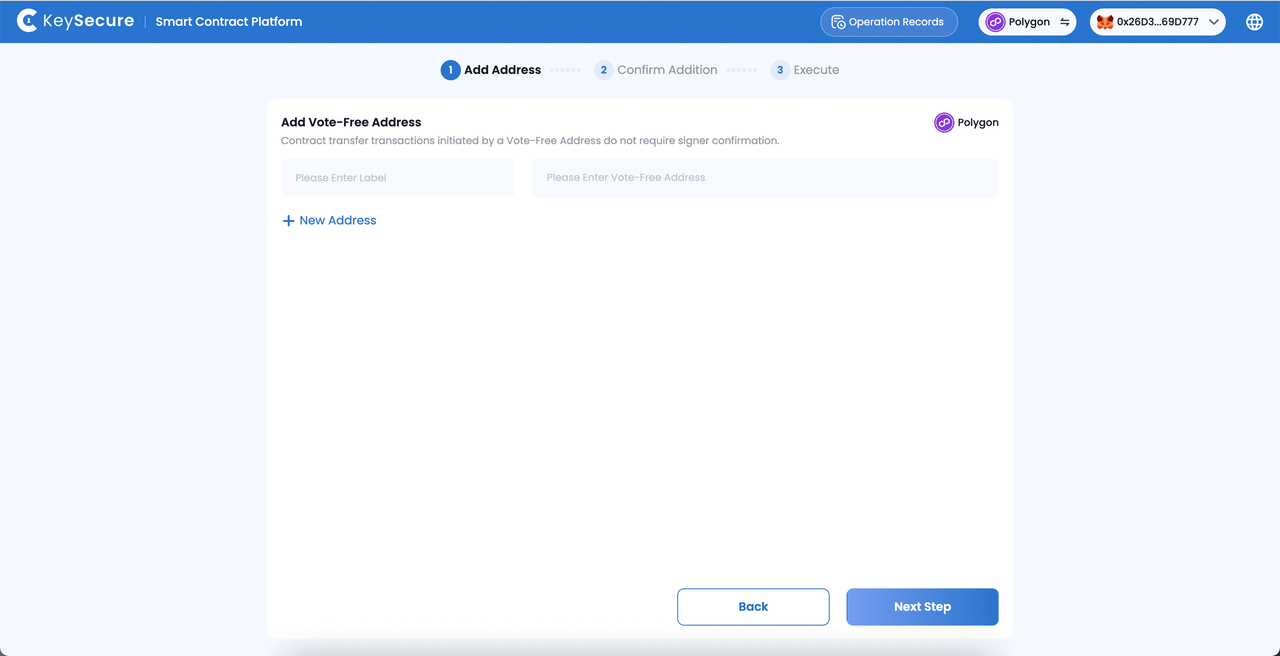 KeySecure | Smart Contract Platform
Operation Records
Polygon
0x26D3...69D777
1 Add Address
2 Confirm Addition
3 Execute
Add Vote-Free Address
Polygon
Contract transfer transactions initiated by a Vote-Free Address do not require signer confirmation.
Please Enter Label
Please Enter Vote-Free Address
+ New Address
Back
Next Step